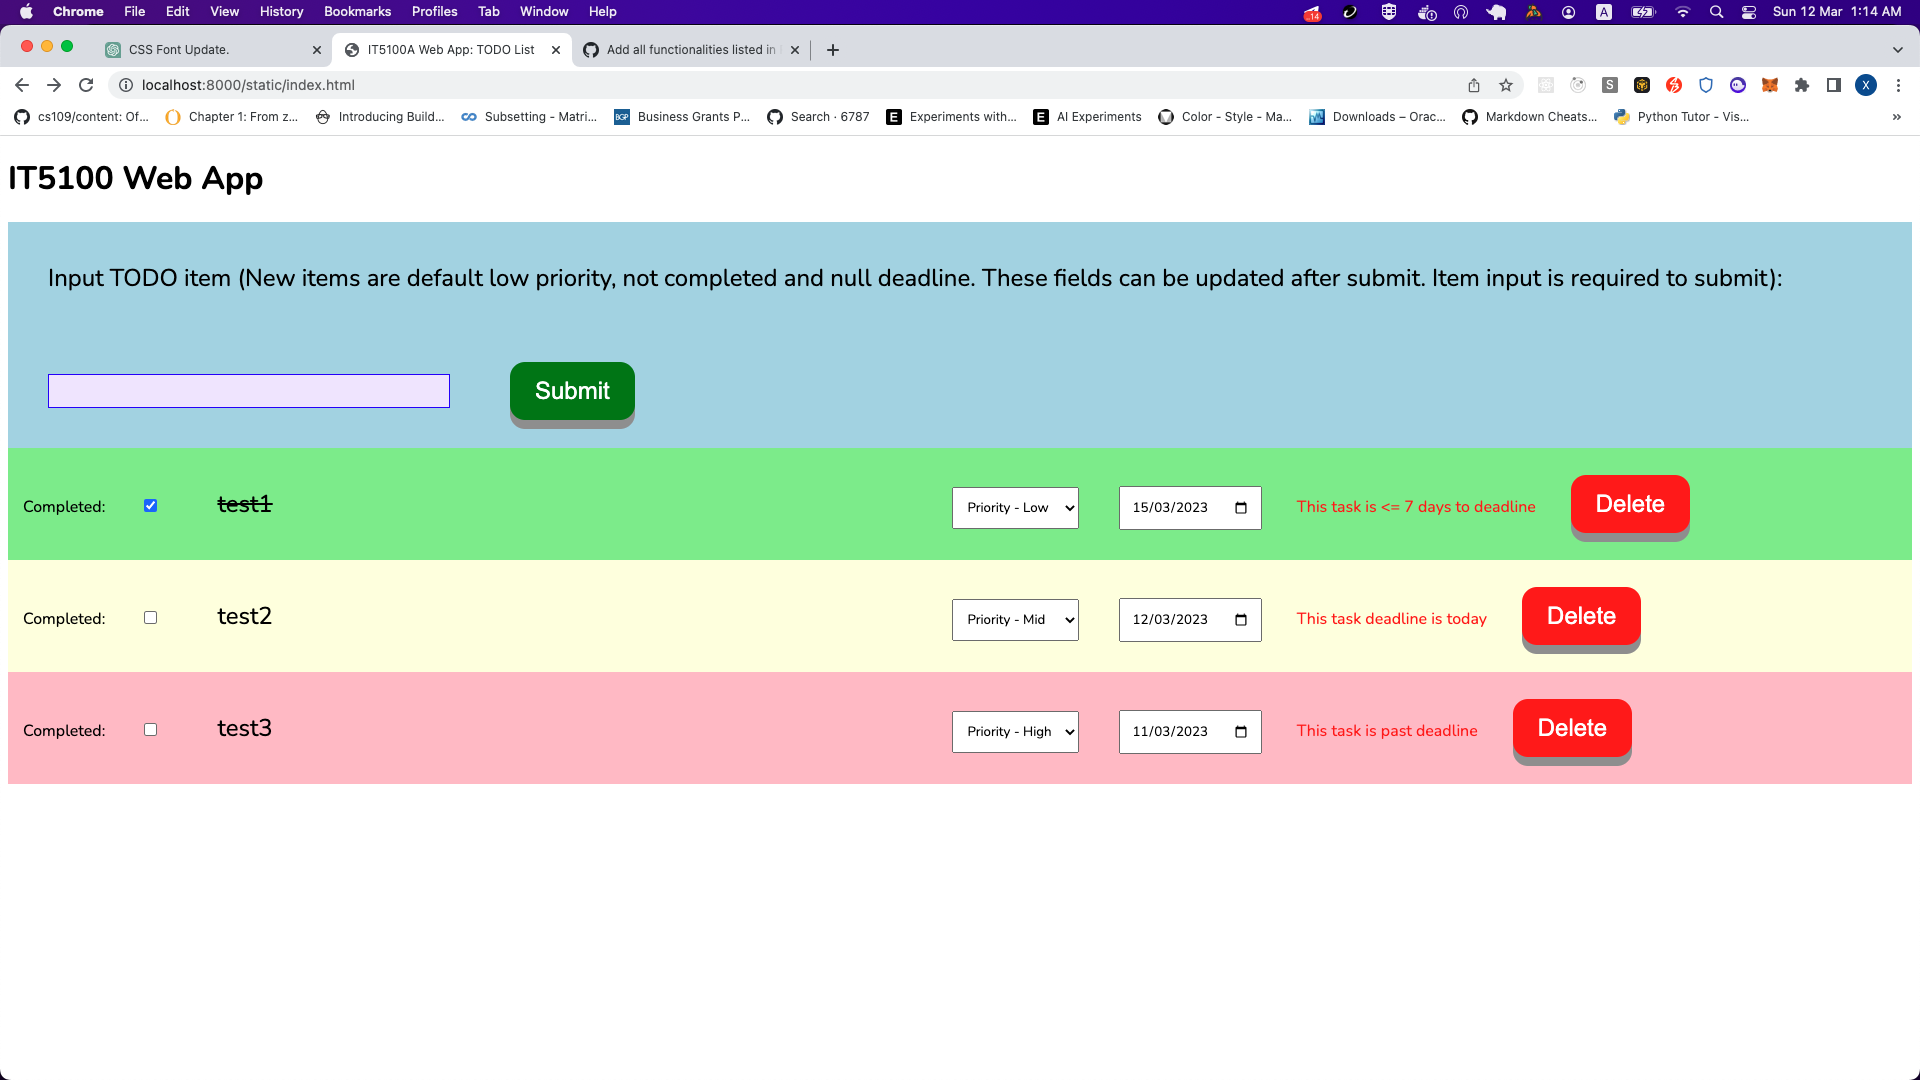 Chrome File Edit View History Bookmarks Profiles Tab Window Help 14 A Sun 12 Mar 1:14 AM
CSS Font Update. IT5100A Web App: TODO List Add all functionalities listed in
localhost:8000/static/index.html S X
cs109/content: Of... Chapter 1: From z... Introducing Build... Subsetting - Matri... BGP Business Grants P... Search · 6787 E Experiments with... E AI Experiments Color - Style - Ma... Downloads – Orac... Markdown Cheats... Python Tutor - Vis... »
IT5100 Web App
Input TODO item (New items are default low priority, not completed and null deadline. These fields can be updated after submit. Item input is required to submit):
Submit
Completed: test1 Priority - Low 15/03/2023 This task is <= 7 days to deadline Delete
Completed: test2 Priority - Mid 12/03/2023 This task deadline is today Delete
Completed: test3 Priority - High 11/03/2023 This task is past deadline Delete